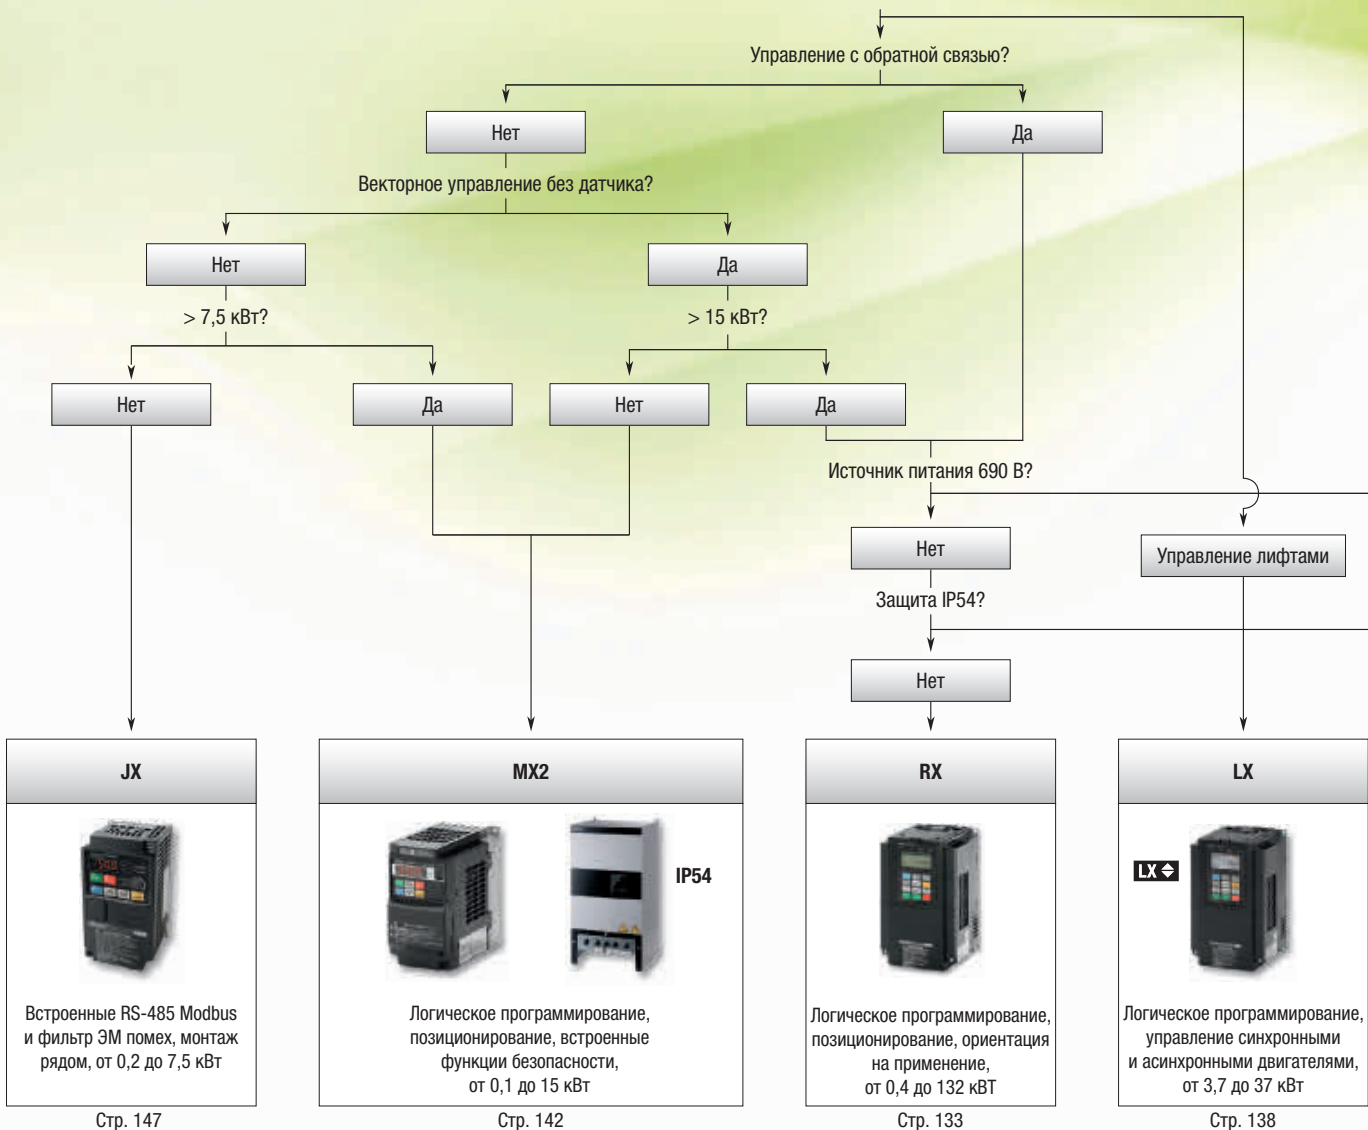 Управление с обратной связью?
Нет
Да
Векторное управление без датчика?
Нет
Да
> 7,5 кВт?
> 15 кВт?
Нет
Да
Нет
Да
Источник питания 690 В?
Нет
Управление лифтами
Защита IP54?
Нет
JX
MX2
RX
LX
IP54
LX
Встроенные RS-485 Modbus
и фильтр ЭМ помех, монтаж
рядом, от 0,2 до 7,5 кВт
Логическое программирование,
позиционирование, встроенные
функции безопасности,
от 0,1 до 15 кВт
Логическое программирование,
позиционирование, ориентация
на применение,
от 0,4 до 132 кВТ
Логическое программирование,
управление синхронными
и асинхронными двигателями,
от 3,7 до 37 кВт
Стр. 147
Стр. 142
Стр. 133
Стр. 138